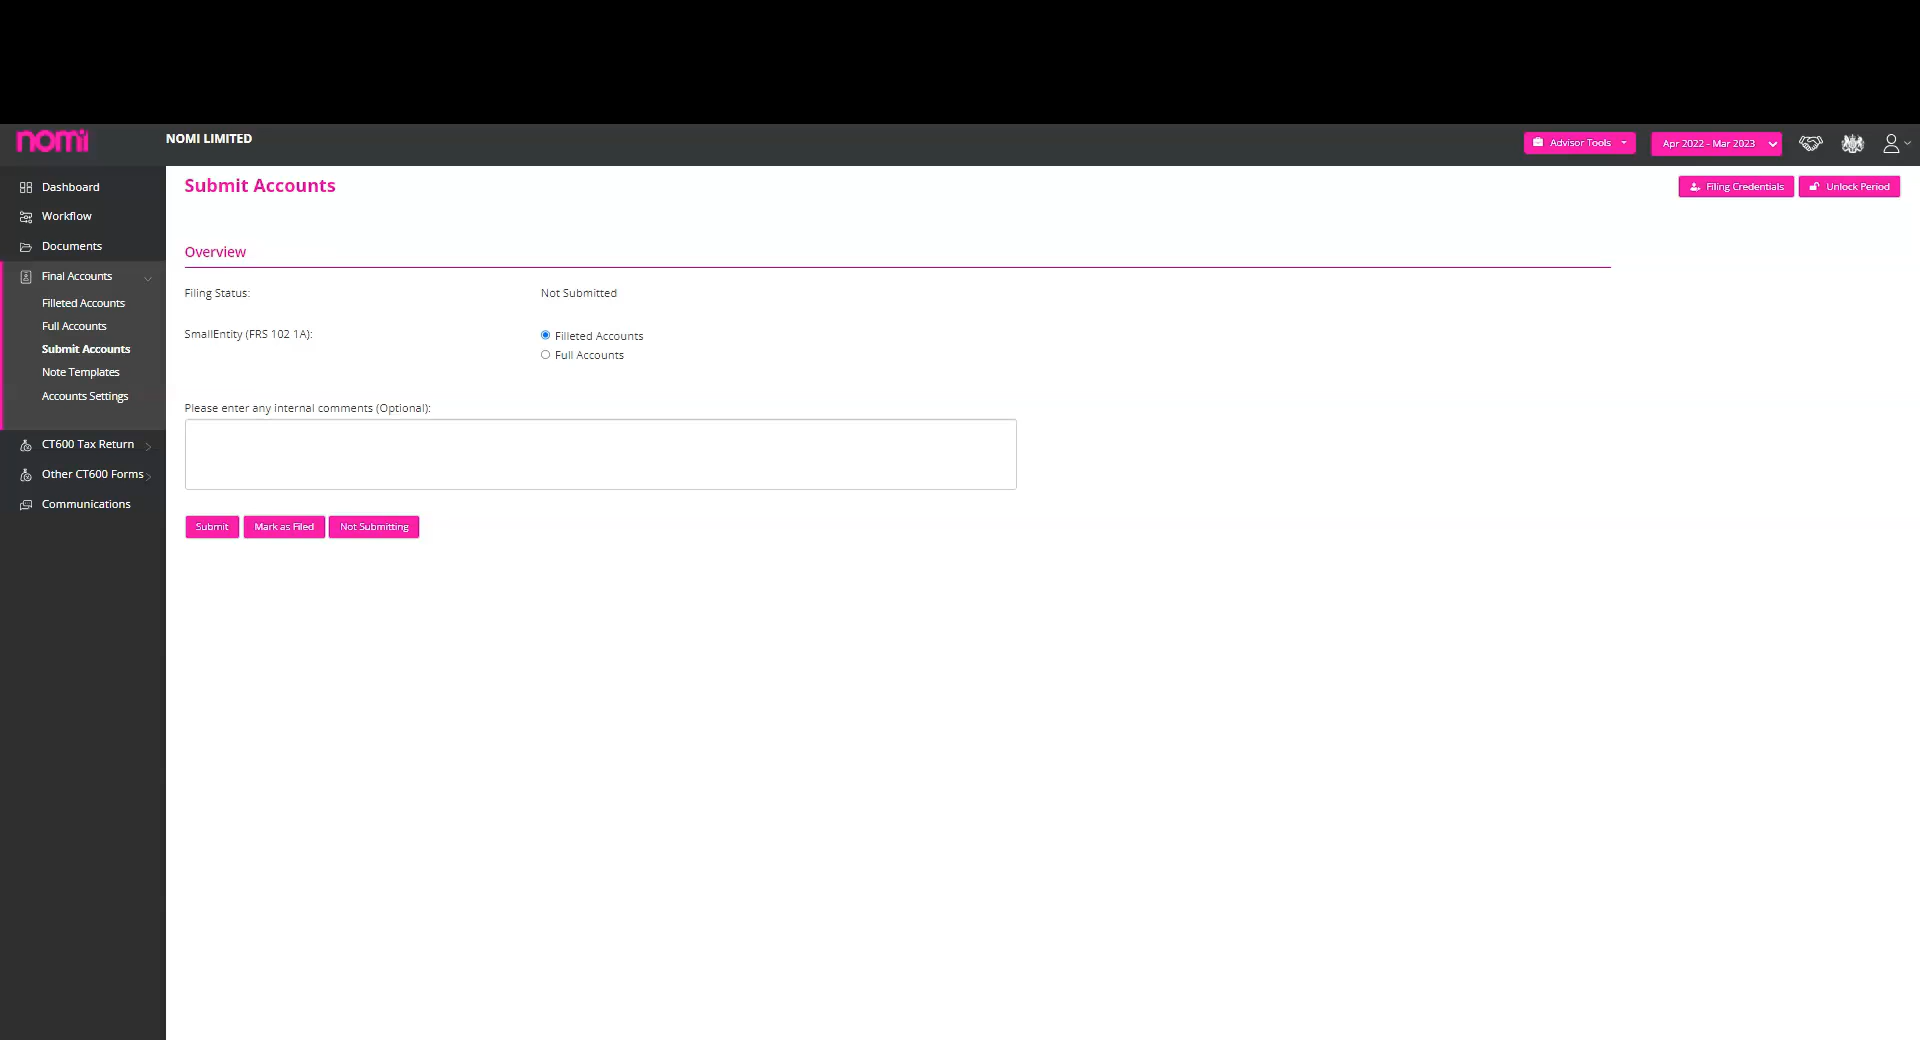 nomi
NOMI LIMITED
Advisor Tools
Apr 2022 - Mar 2023
Dashboard
Workflow
Documents
Final Accounts
Filleted Accounts
Full Accounts
Submit Accounts
Note Templates
Accounts Settings
CT600 Tax Return
Other CT600 Forms
Communications
Submit Accounts
Filing Credentials
Unlock Period
Overview
Filing Status:
Not Submitted
SmallEntity (FRS 102 1A):
Filleted Accounts
Full Accounts
Please enter any internal comments (Optional):
Submit
Mark as Filed
Not Submitting